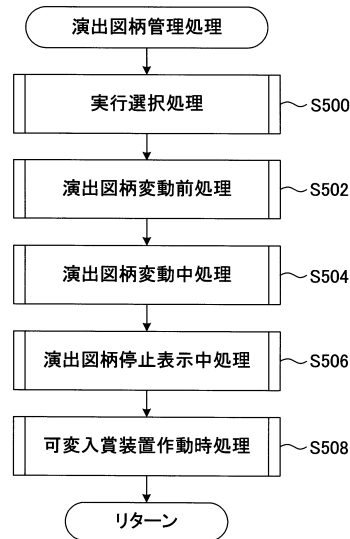 演出図柄管理処理
実行選択処理
S500
演出図柄変動前処理
S502
演出図柄変動中処理
S504
演出図柄停止表示中処理
S506
可変入賞装置作動時処理
S508
リターン